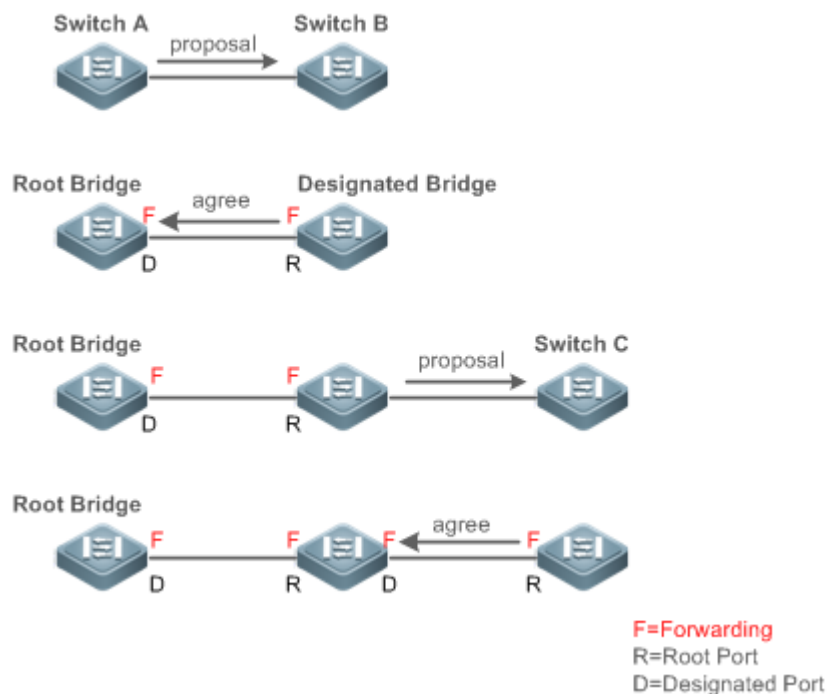 Switch A
Switch B
proposal
Root Bridge
Designated Bridge
F
agree
F
D
R
Root Bridge
Switch C
F
F
proposal
D
R
Root Bridge
F
F
F
agree
F
D
R
D
R
F=Forwarding
R=Root Port
D=Designated Port